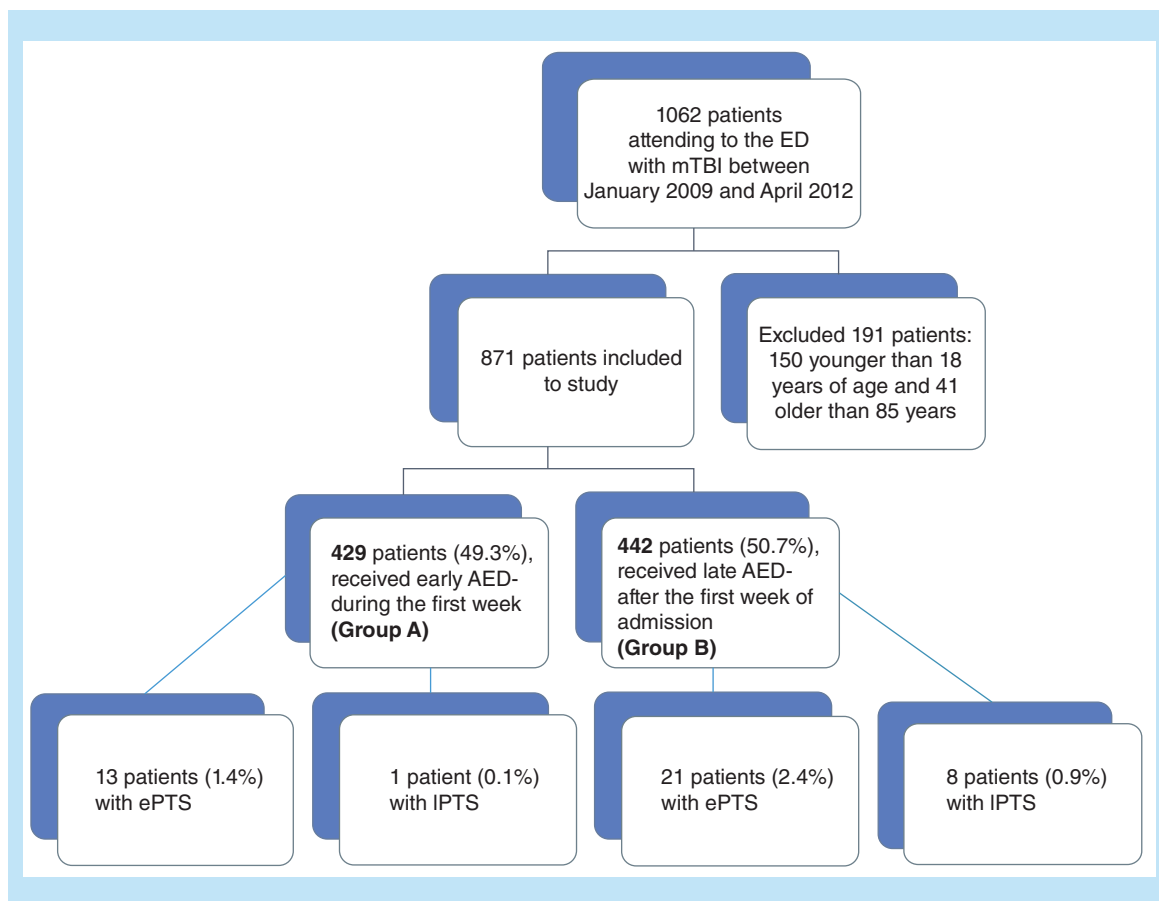 1062 patients
attending to the ED
with mTBI between
January 2009 and April 2012
871 patients included
to study
Excluded 191 patients:
150 younger than 18
years of age and 41
older than 85 years
429 patients (49.3%),
received early AED-
during the first week
(Group A)
442 patients (50.7%),
received late AED-
after the first week of
admission
(Group B)
13 patients (1.4%)
with ePTS
1 patient (0.1%)
with lPTS
21 patients (2.4%)
with ePTS
8 patients (0.9%)
with lPTS